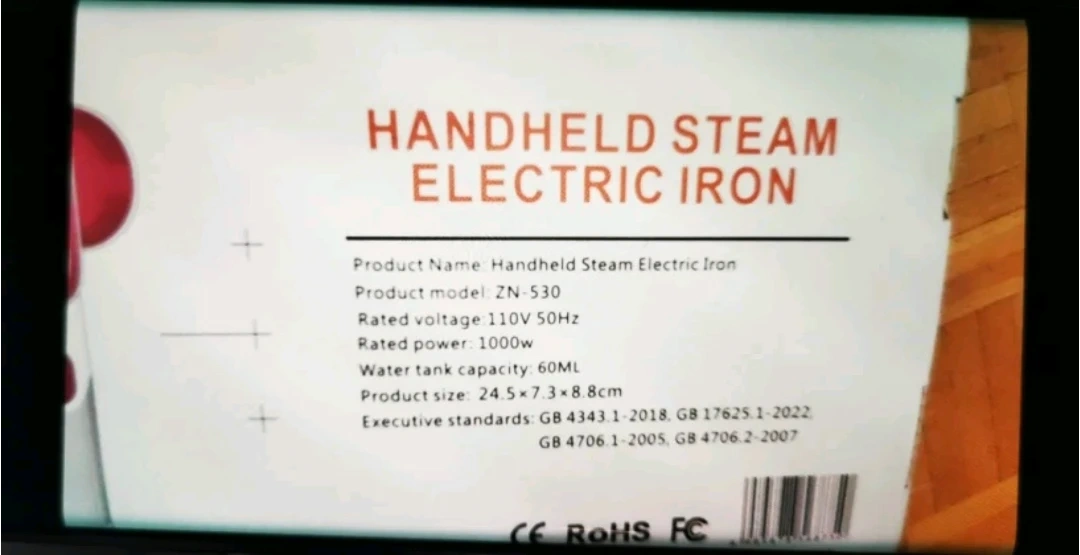 HANDHELD STEAM
ELECTRIC IRON
Product Name: Handheld Steam Electric Iron
Product model: ZN-530
Rated voltage:110V 50Hz
Rated power: 1000w
Water tank capacity: 60ML
Product size: 24.5×7.3×8.8cm
Executive standards: GB 4343.1-2018, GB 17625.1-2022,
GB 4706.1-2005, GB 4706.2-2007
CE RoHS FC